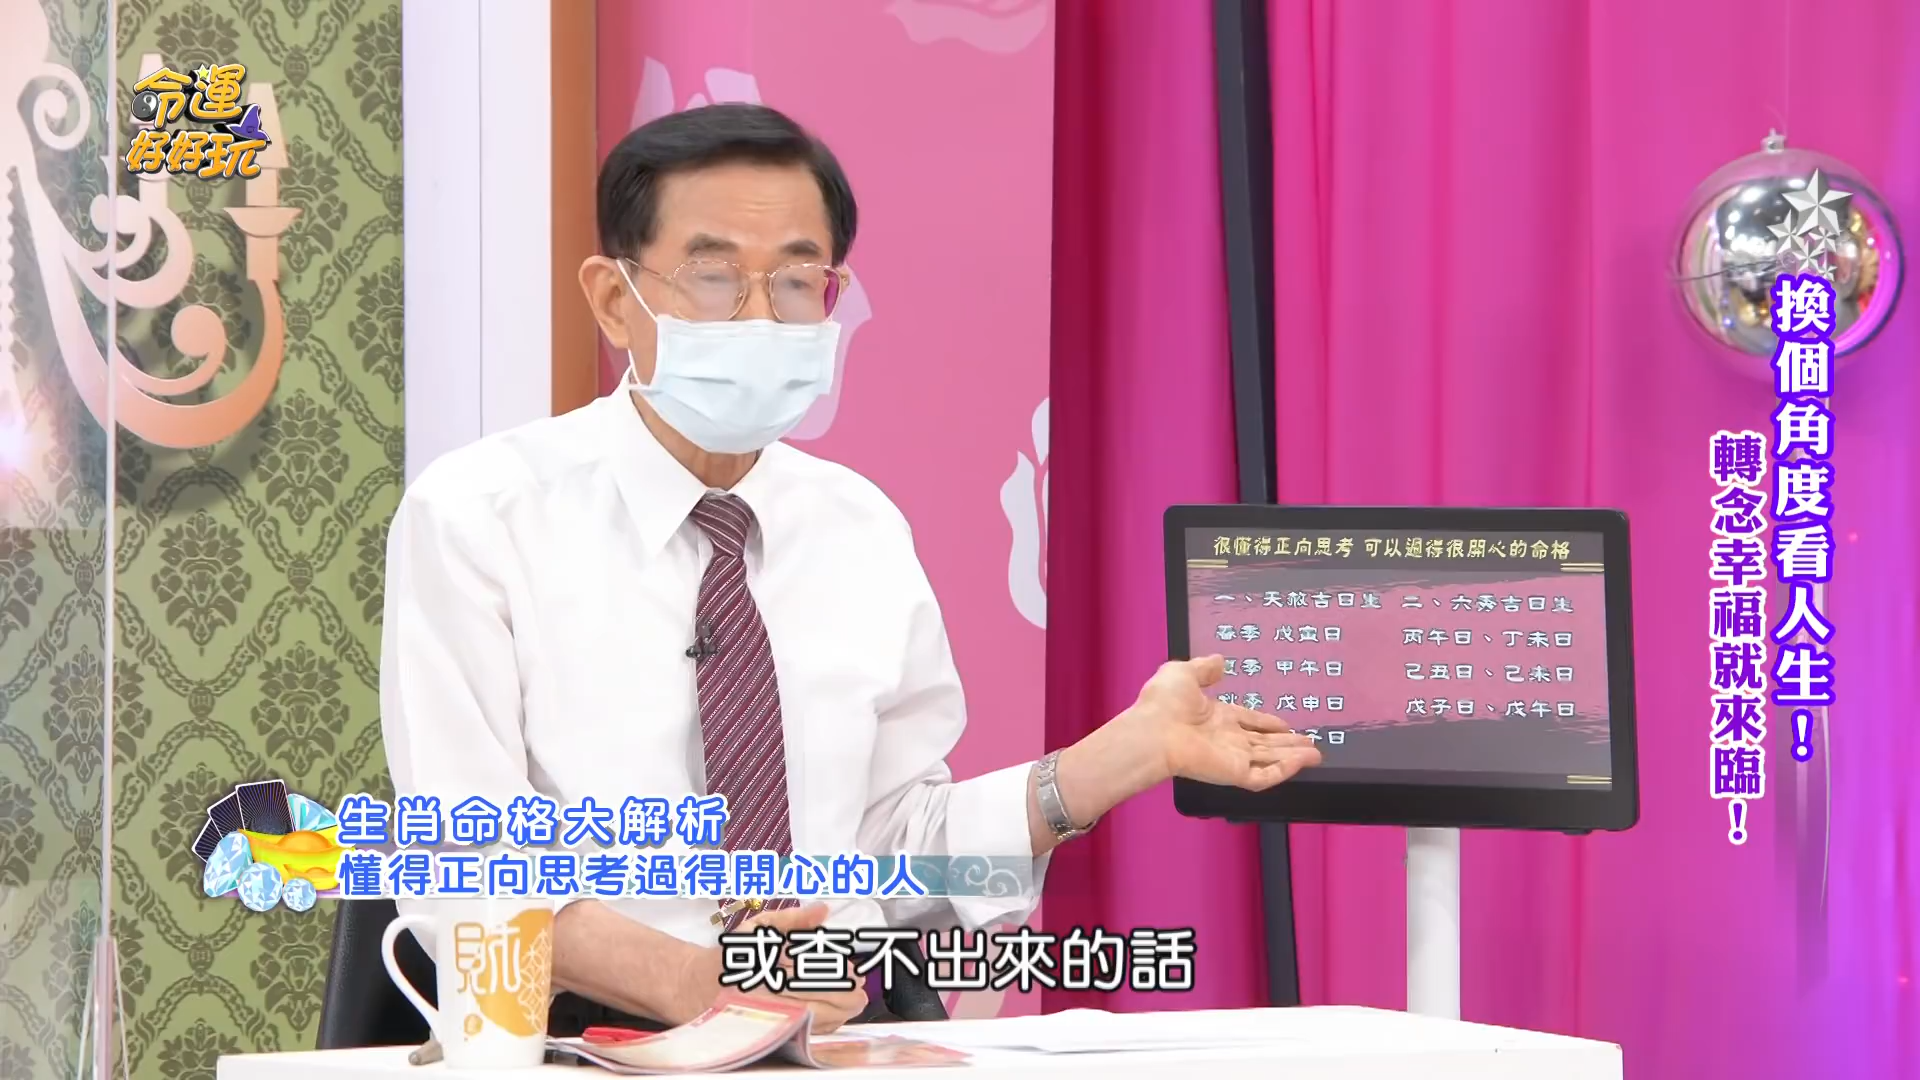 命運
好好玩
換個角度看人生！
轉念幸福就來臨！
很懂得正向思考 可以過得很開心的命格
一、天赦吉日生 二、六秀吉日生
春季 戊寅日 丙午日、丁未日
夏季 甲午日 己丑日、己未日
秋季 戊申日 戊子日、戊午日
子日
生肖命格大解析
懂得正向思考過得開心的人
財
或查不出來的話